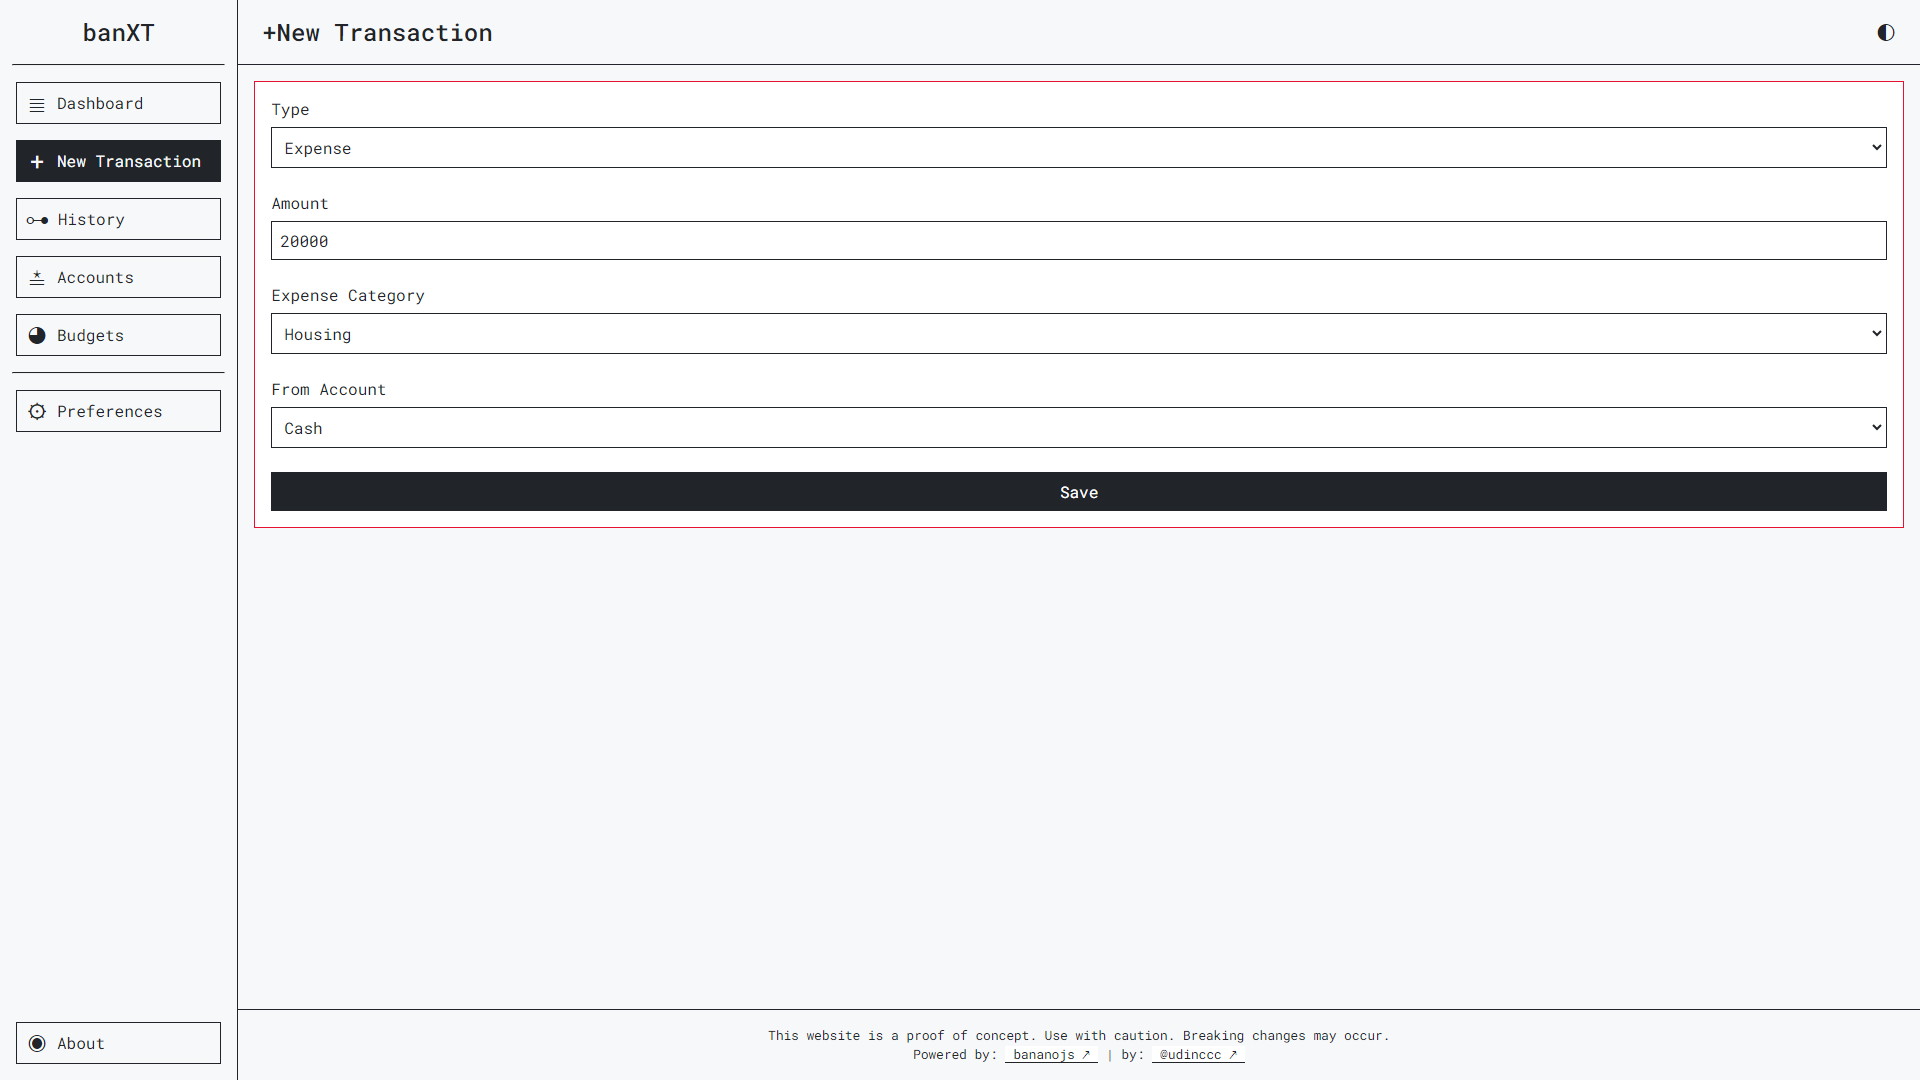 banXT
+New Transaction
Dashboard
New Transaction
History
Accounts
Budgets
Preferences
About
Type
Expense
Amount
20000
Expense Category
Housing
From Account
Cash
Save
This website is a proof of concept. Use with caution. Breaking changes may occur.
Powered by: bananojs ↗ | by: @udinccc ↗